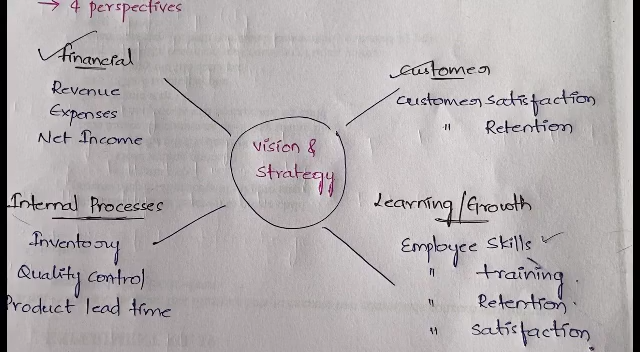 → 4 perspectives
Financial
Revenue
Expenses
Net Income
Customer
Customer satisfaction
" Retention
Vision &
Strategy
Internal Processes
Inventory
Quality control
Product lead time
Learning/Growth
Employee Skills
" training.
" Retention.
" satisfaction.